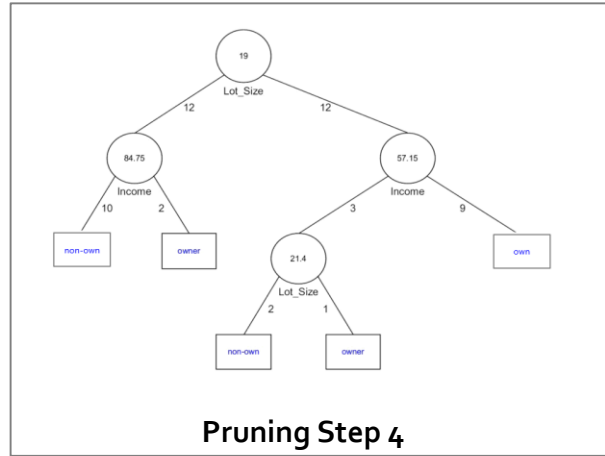 19
Lot_Size
12 12
84.75 57.15
Income Income
10 2 3 9
non-own owner own
21.4
Lot_Size
2 1
non-own owner
Pruning Step 4